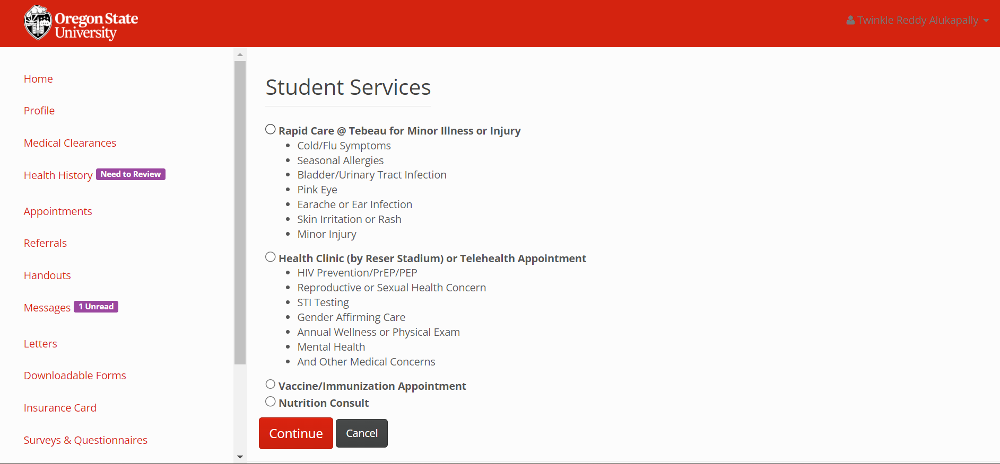 Oregon State
University
Twinkle Reddy Alukapally
Home
Profile
Medical Clearances
Health History Need to Review
Appointments
Referrals
Handouts
Messages 1 Unread
Letters
Downloadable Forms
Insurance Card
Surveys & Questionnaires
Student Services
Rapid Care @ Tebeau for Minor Illness or Injury
Cold/Flu Symptoms
Seasonal Allergies
Bladder/Urinary Tract Infection
Pink Eye
Earache or Ear Infection
Skin Irritation or Rash
Minor Injury
Health Clinic (by Reser Stadium) or Telehealth Appointment
HIV Prevention/PrEP/PEP
Reproductive or Sexual Health Concern
STI Testing
Gender Affirming Care
Annual Wellness or Physical Exam
Mental Health
And Other Medical Concerns
Vaccine/Immunization Appointment
Nutrition Consult
Continue Cancel